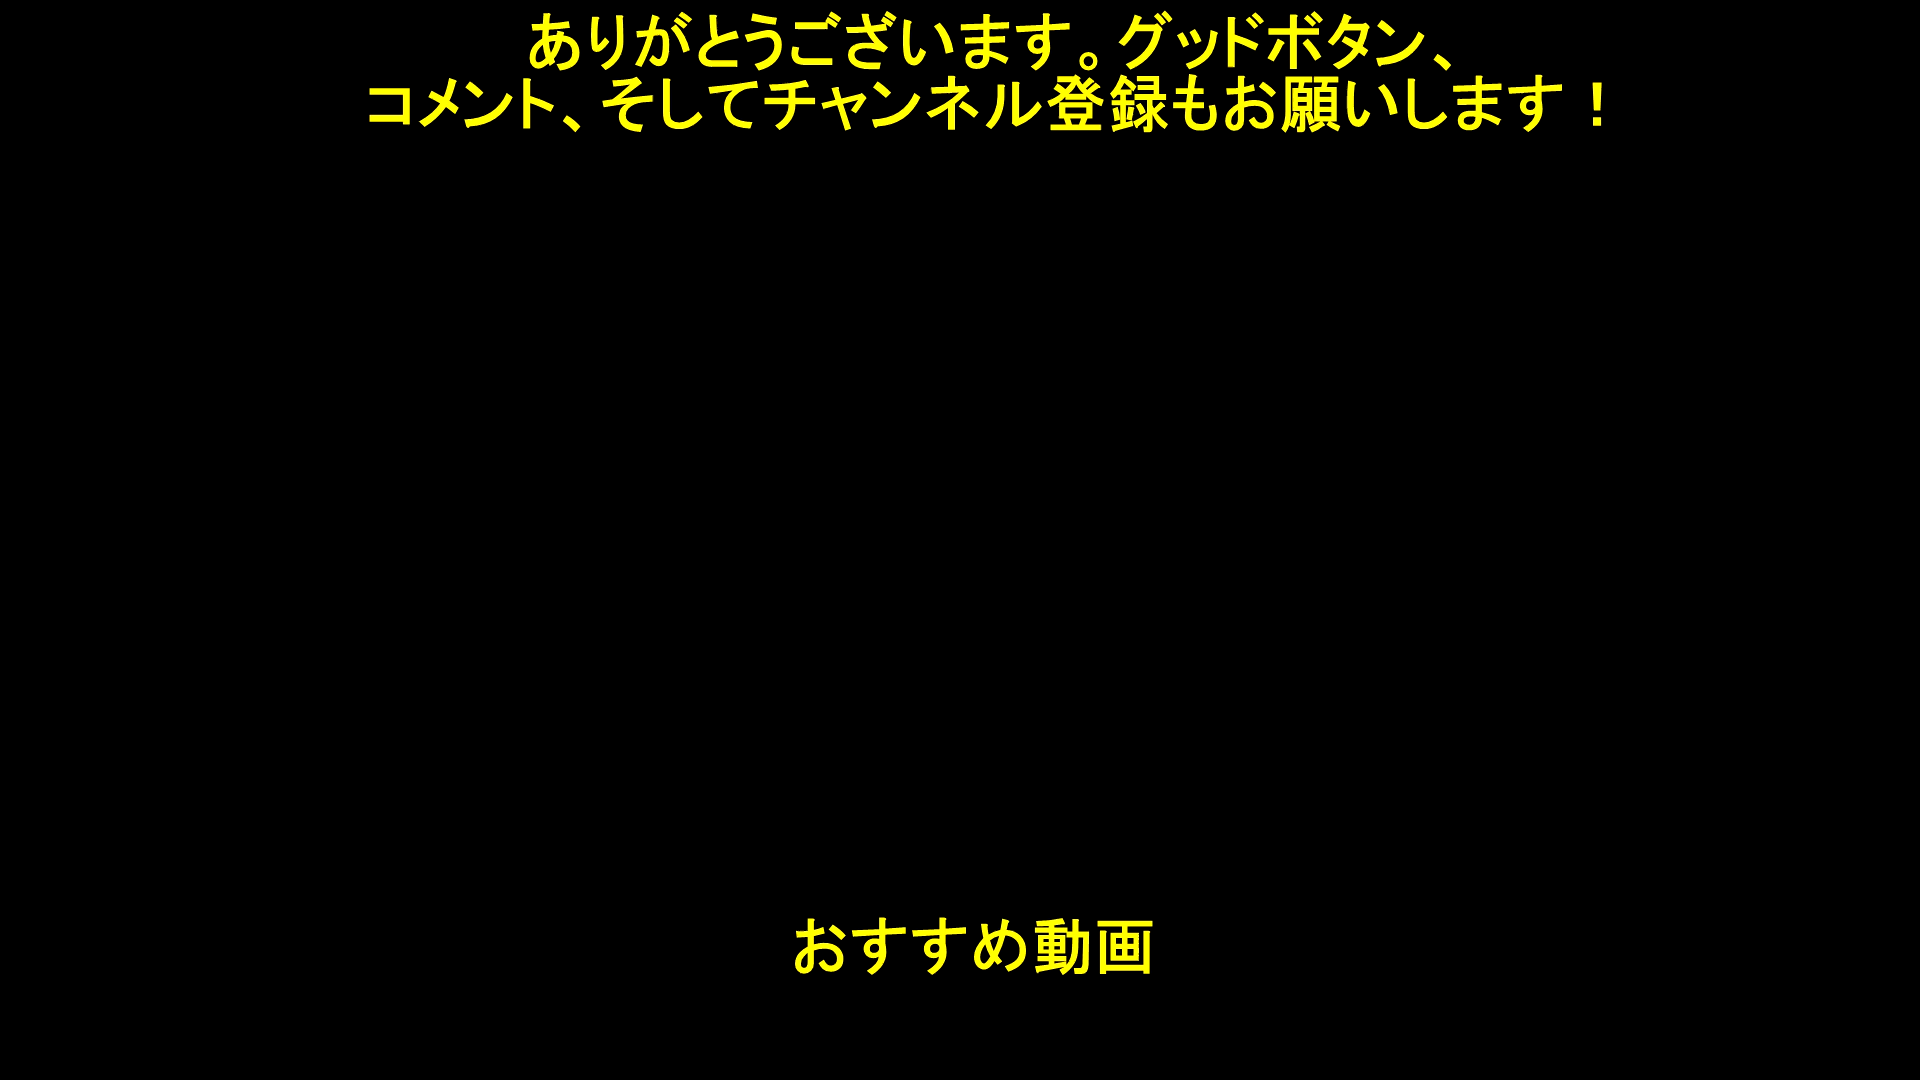 ありがとうございます。グッドボタン、
コメント、そしてチャンネル登録もお願いします！
おすすめ動画